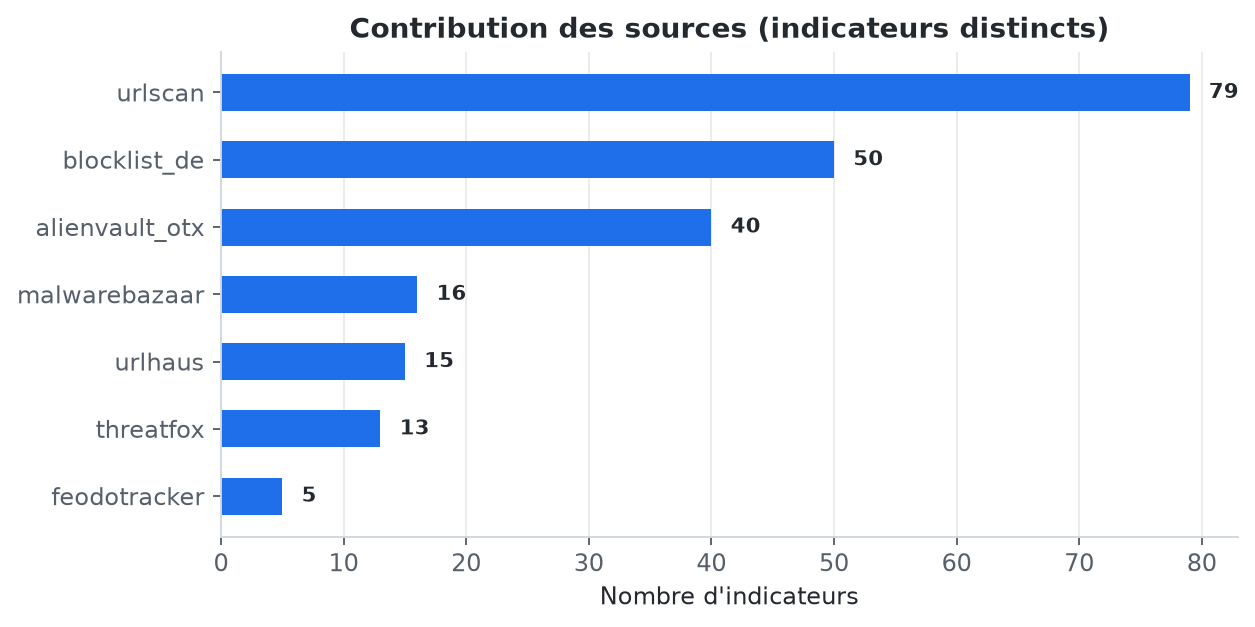 Contribution des sources (indicateurs distincts)
urlscan 79
blocklist_de 50
alienvault_otx 40
malwarebazaar 16
urlhaus 15
threatfox 13
feodotracker 5
0 10 20 30 40 50 60 70 80
Nombre d'indicateurs